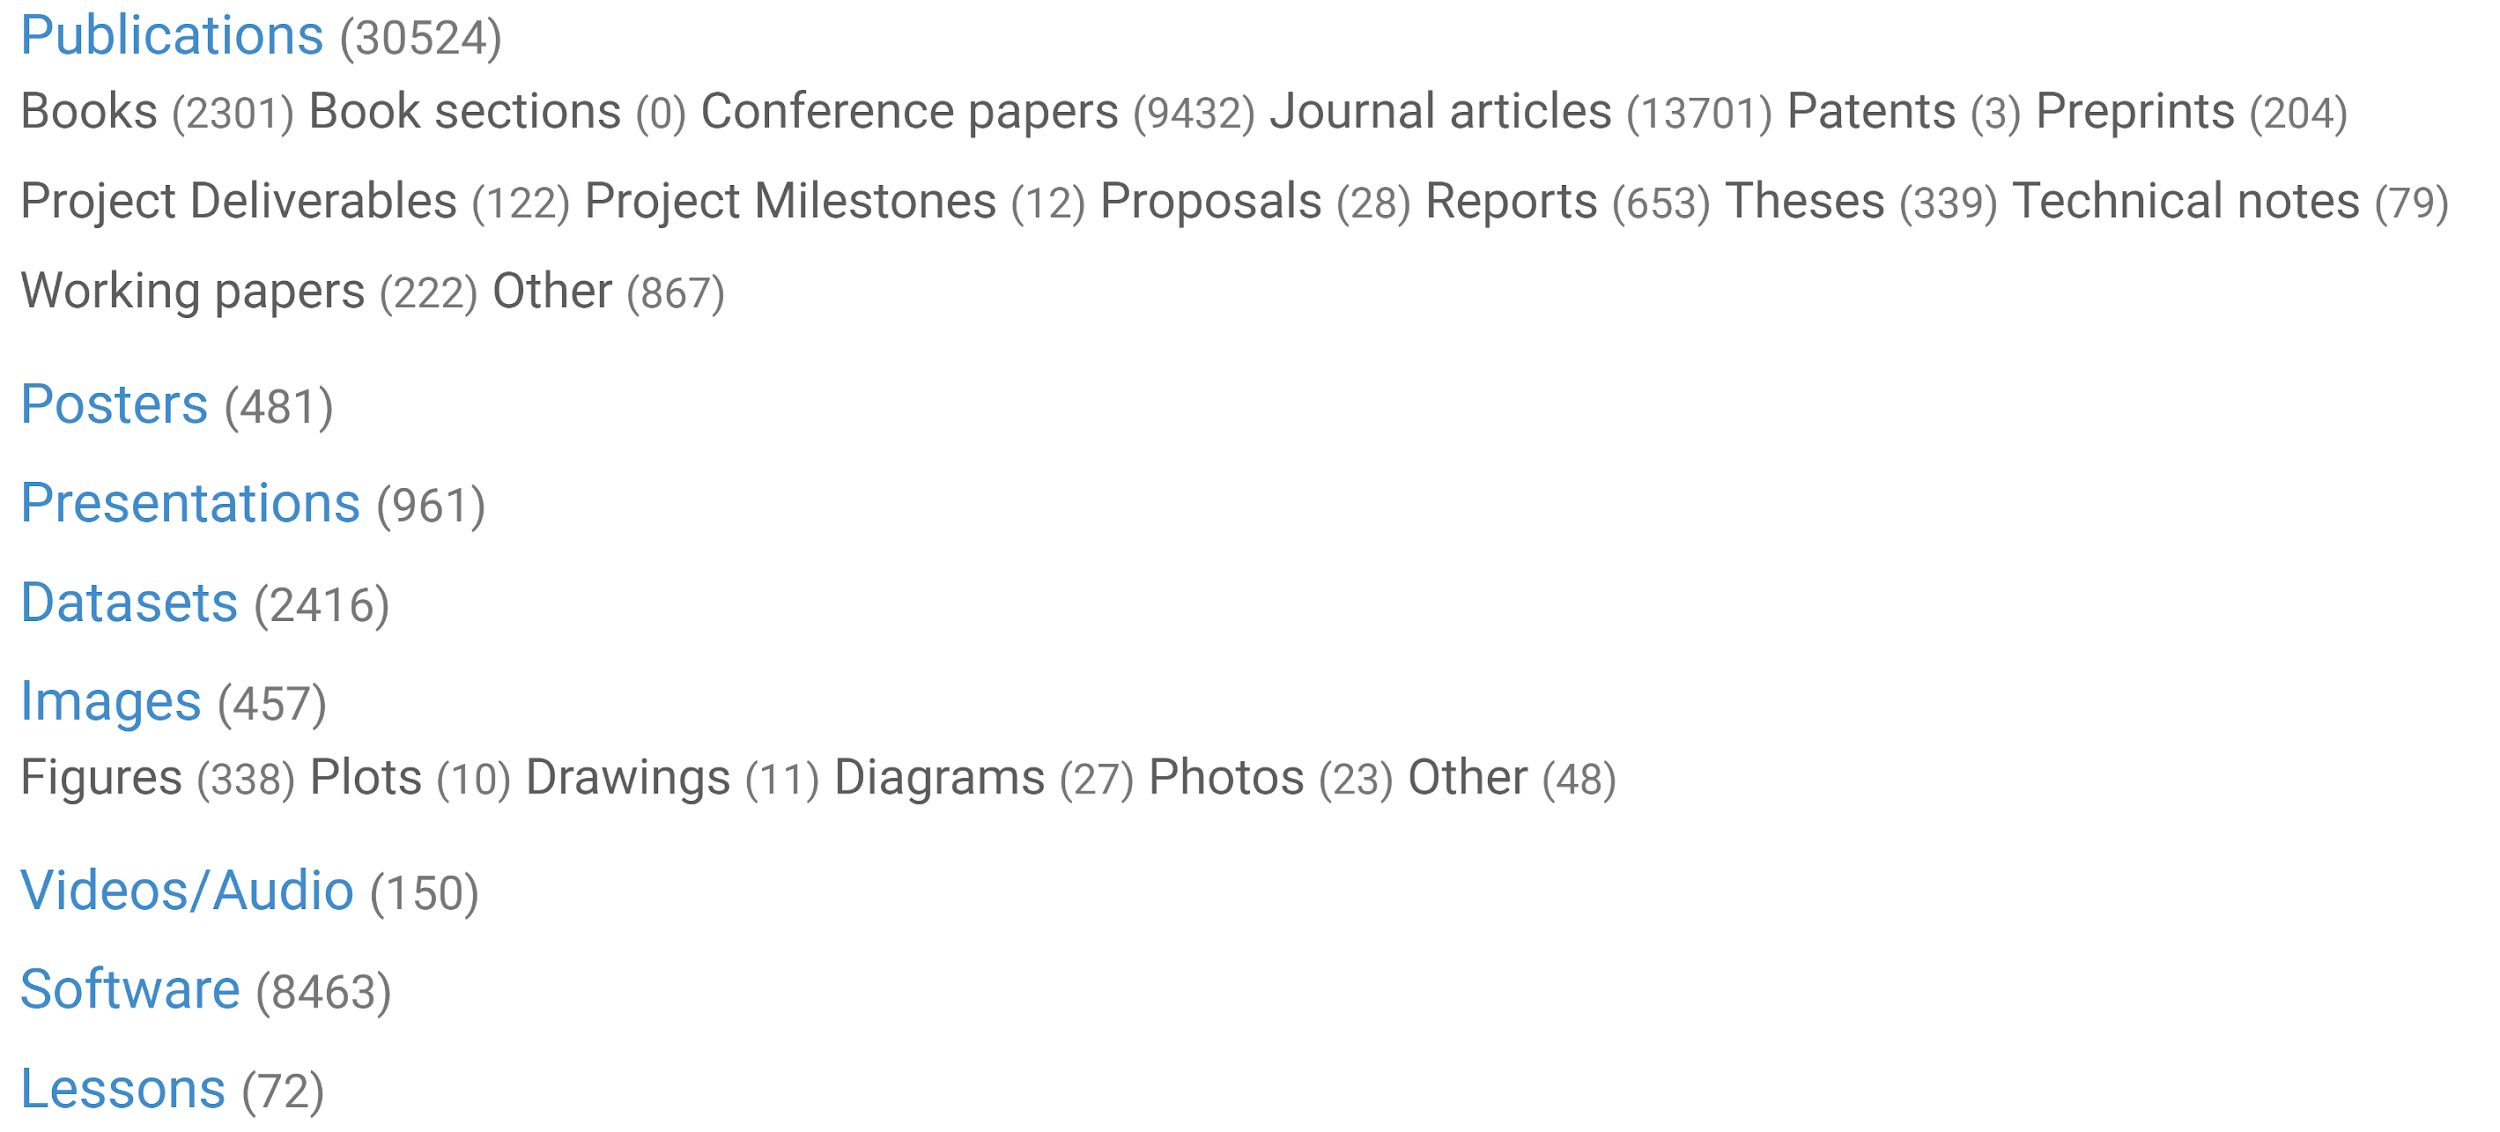 Publications (30524)
Books (2301) Book sections (0) Conference papers (9432) Journal articles (13701) Patents (3) Preprints (204)
Project Deliverables (122) Project Milestones (12) Proposals (28) Reports (653) Theses (339) Technical notes (79)
Working papers (222) Other (867)
Posters (481)
Presentations (961)
Datasets (2416)
Images (457)
Figures (338) Plots (10) Drawings (11) Diagrams (27) Photos (23) Other (48)
Videos/Audio (150)
Software (8463)
Lessons (72)